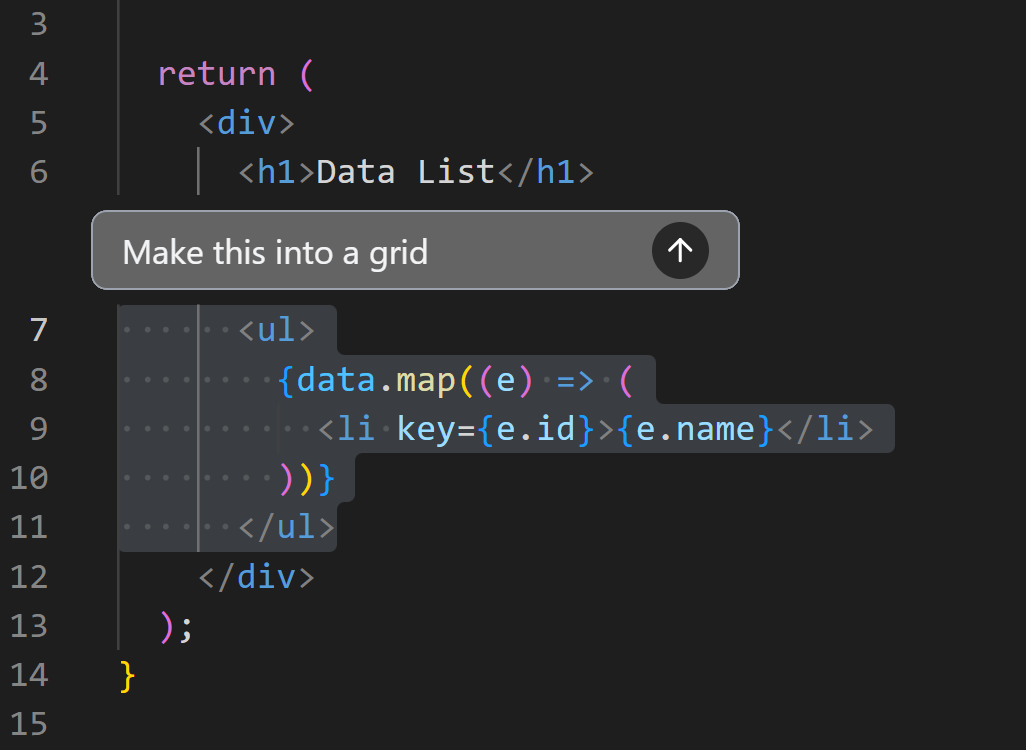 3
4 return (
5 <div>
6 <h1>Data List</h1>
Make this into a grid
7 <ul>
8 {data.map((e) => (
9 <li key={e.id}>{e.name}</li>
10 ))}
11 </ul>
12 </div>
13 );
14 }
15